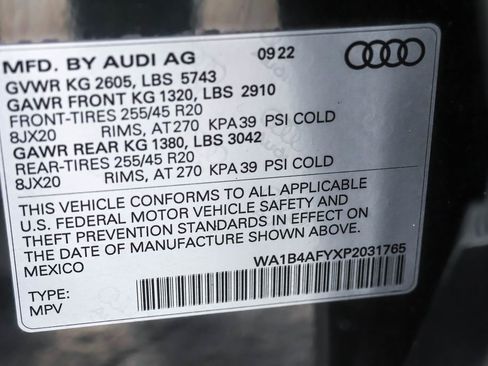 MFD. BY AUDI AG 09 22
GVWR KG 2605, LBS 5743
GAWR FRONT KG 1320, LBS 2910
FRONT-TIRES 255/45 R20
8JX20 RIMS, AT 270 KPA 39 PSI COLD
GAWR REAR KG 1380, LBS 3042
REAR-TIRES 255/45 R20
8JX20 RIMS, AT 270 KPA 39 PSI COLD
THIS VEHICLE CONFORMS TO ALL APPLICABLE
U.S. FEDERAL MOTOR VEHICLE SAFETY AND
THEFT PREVENTION STANDARDS IN EFFECT ON
THE DATE OF MANUFACTURE SHOWN ABOVE.
MEXICO WA1B4AFYXP2031765
TYPE:
MPV